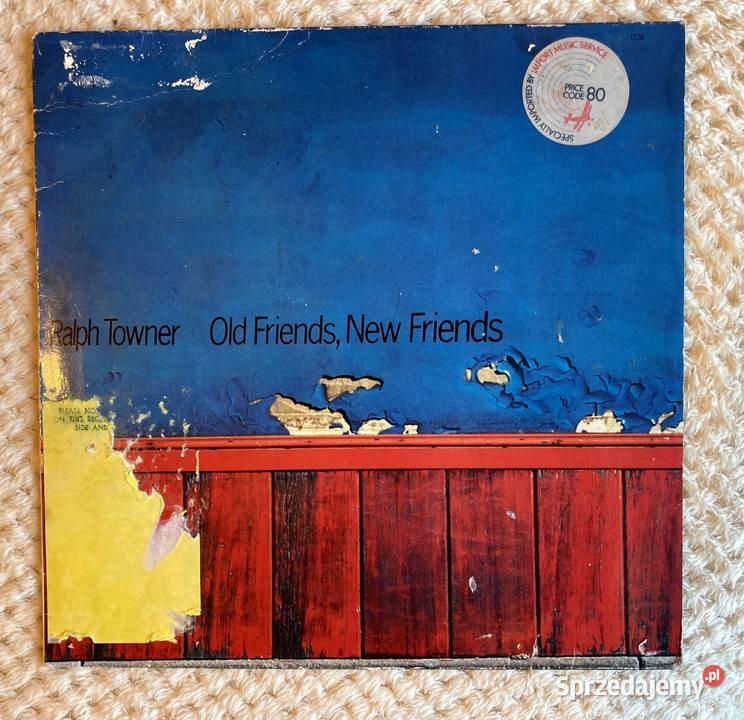 ECM
SPECIALLY IMPORTED BY IMPORT MUSIC SERVICE
PRICE
CODE 80
Ralph Towner Old Friends, New Friends
PLEASE NO
ON THIS REC
SIDE AND
Sprzedajemy.pl